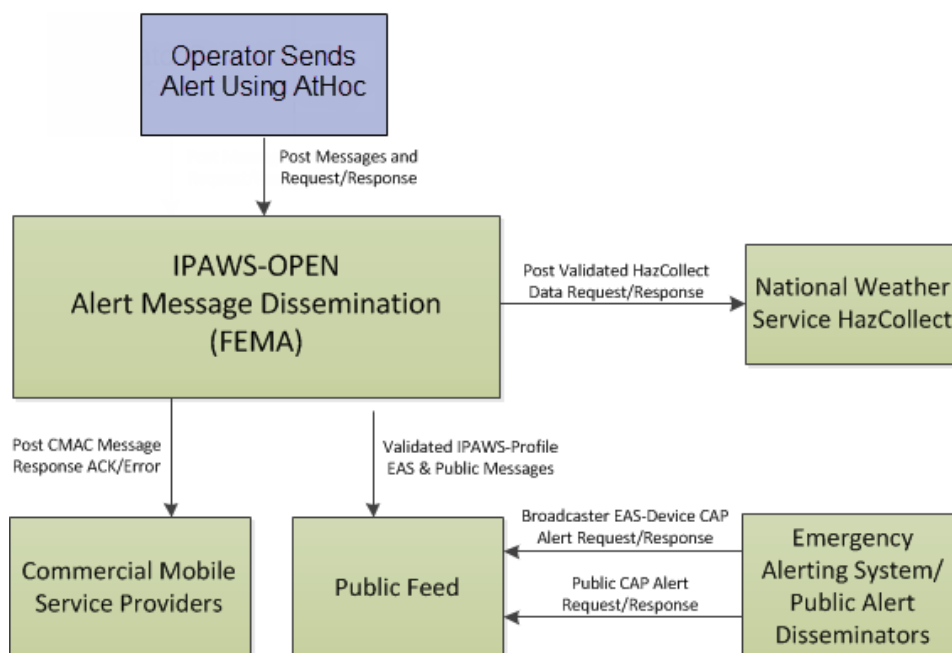 Operator Sends
Alert Using AtHoc
Post Messages and
Request/Response
IPAWS-OPEN
Alert Message Dissemination
(FEMA)
Post Validated HazCollect
Data Request/Response
National Weather
Service HazCollect
Post CMAC Message
Response ACK/Error
Validated IPAWS-Profile
EAS & Public Messages
Commercial Mobile
Service Providers
Public Feed
Broadcaster EAS-Device CAP
Alert Request/Response
Public CAP Alert
Request/Response
Emergency
Alerting System/
Public Alert
Disseminators